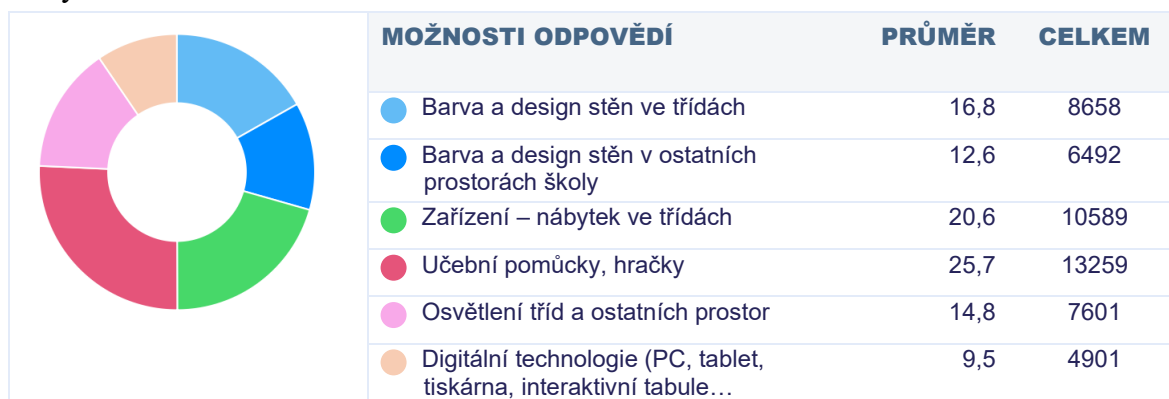 MOŽNOSTI ODPOVĚDÍ PRŮMĚR CELKEM
Barva a design stěn ve třídách 16,8 8658
Barva a design stěn v ostatních 12,6 6492
prostorách školy
Zařízení – nábytek ve třídách 20,6 10589
Učební pomůcky, hračky 25,7 13259
Osvětlení tříd a ostatních prostor 14,8 7601
Digitální technologie (PC, tablet, 9,5 4901
tiskárna, interaktivní tabule…